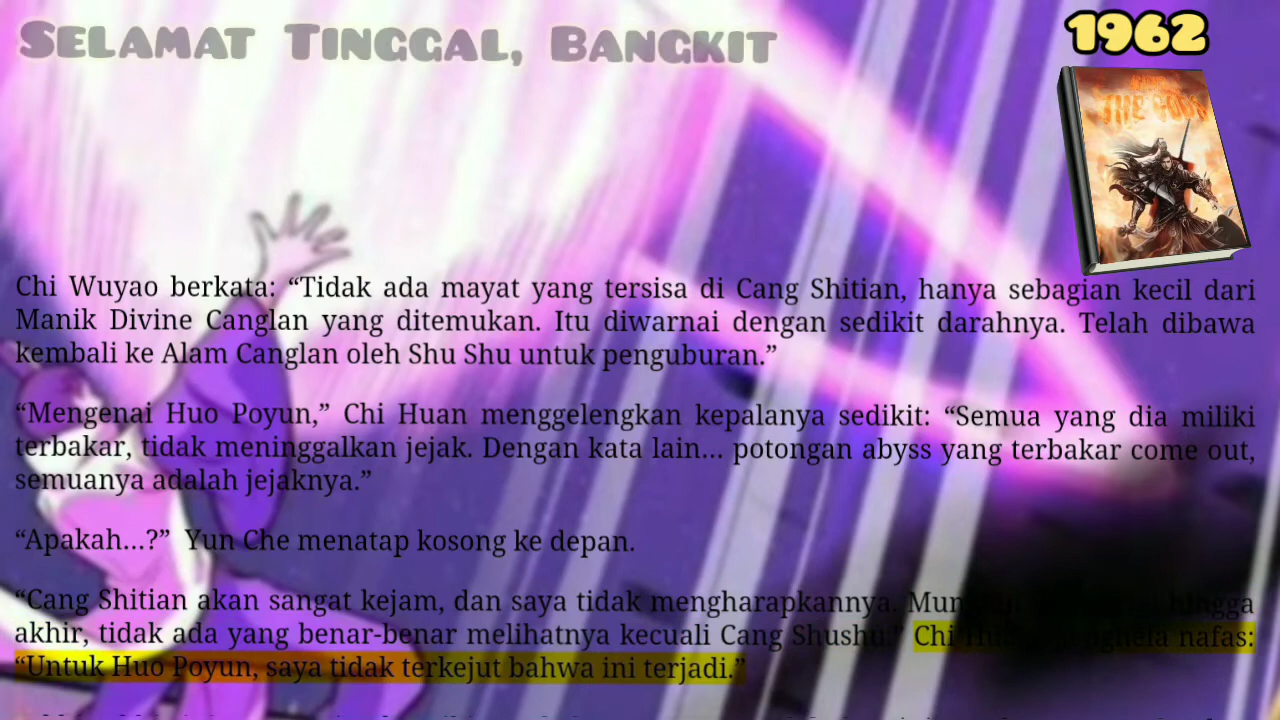 Selamat Tinggal, Bangkit
1962
THE GODS
Chi Wuyao berkata: “Tidak ada mayat yang tersisa di Cang Shitian, hanya sebagian kecil dari
Manik Divine Canglan yang ditemukan. Itu diwarnai dengan sedikit darahnya. Telah dibawa
kembali ke Alam Canglan oleh Shu Shu untuk penguburan.”
“Mengenai Huo Poyun,” Chi Huan menggelengkan kepalanya sedikit: “Semua yang dia miliki
terbakar, tidak meninggalkan jejak. Dengan kata lain... potongan abyss yang terbakar come out,
semuanya adalah jejaknya.”
“Apakah...?” Yun Che menatap kosong ke depan.
“Cang Shitian akan sangat kejam, dan saya tidak mengharapkannya. hingga
akhir, tidak ada yang benar-benar melihatnya kecuali Cang Shushu.” Chi nafas:
“Untuk Huo Poyun, saya tidak terkejut bahwa ini terjadi.”